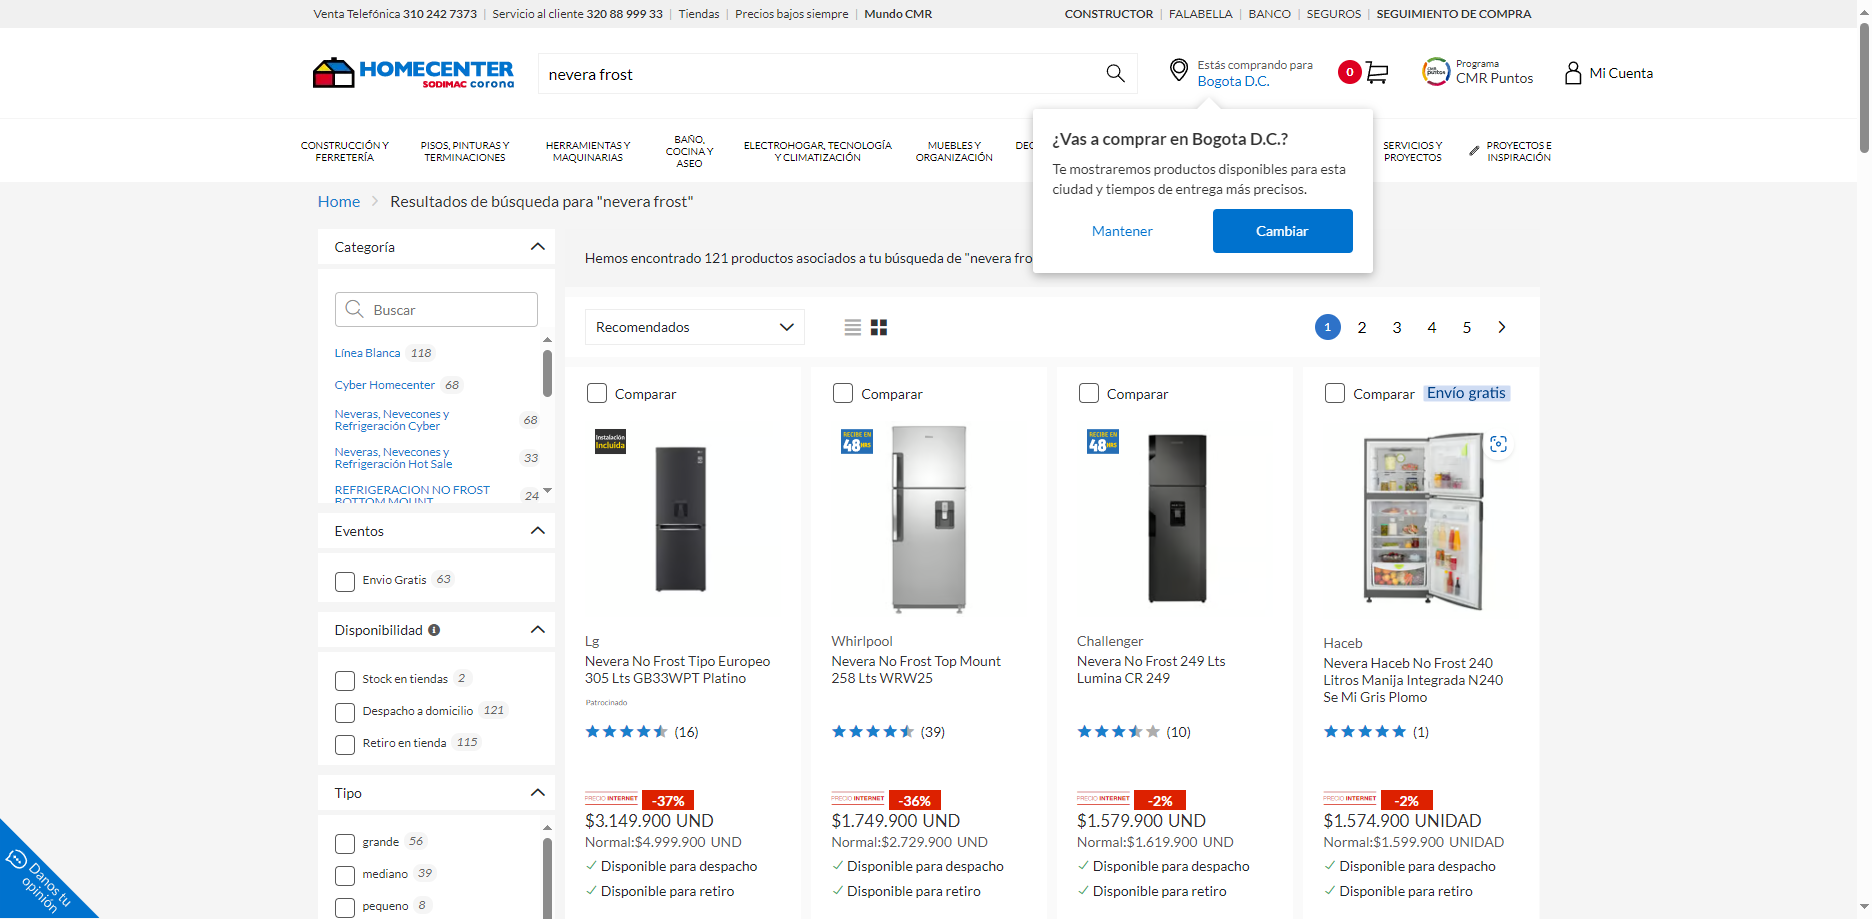 Venta Telefónica 310 242 7373 | Servicio al cliente 320 88 999 33 | Tiendas | Precios bajos siempre | Mundo CMR
CONSTRUCTOR | FALABELLA | BANCO | SEGUROS | SEGUIMIENTO DE COMPRA
HOMECENTER
SODIMAC corona
nevera frost
Estás comprando para
Bogota D.C.
0
CMR puntos
Programa
CMR Puntos
Mi Cuenta
CONSTRUCCIÓN Y
FERRETERÍA
PISOS, PINTURAS Y
TERMINACIONES
HERRAMIENTAS Y
MAQUINARIAS
BAÑO,
COCINA Y
ASEO
ELECTROHOGAR, TECNOLOGÍA
Y CLIMATIZACIÓN
MUEBLES Y
ORGANIZACIÓN
SERVICIOS Y
PROYECTOS
PROYECTOS E
INSPIRACIÓN
¿Vas a comprar en Bogota D.C.?
Te mostraremos productos disponibles para esta
ciudad y tiempos de entrega más precisos.
Mantener
Cambiar
Home > Resultados de búsqueda para "nevera frost"
Categoría
Buscar
Línea Blanca 118
Cyber Homecenter 68
Neveras, Nevecones y
Refrigeración Cyber 68
Neveras, Nevecones y
Refrigeración Hot Sale 33
REFRIGERACION NO FROST
BOTTOM MOUNT 24
Eventos
Envio Gratis 63
Disponibilidad
Stock en tiendas 2
Despacho a domicilio 121
Retiro en tienda 115
Tipo
grande 56
mediano 39
pequeno 8
Danos tu
opinión
Hemos encontrado 121 productos asociados a tu búsqueda de "nevera fro
Recomendados
1 2 3 4 5
Comparar
Instalación
Incluida
Lg
Nevera No Frost Tipo Europeo
305 Lts GB33WPT Platino
Patrocinado
(16)
PRECIO INTERNET -37%
$3.149.900 UND
Normal:$4.999.900 UND
Disponible para despacho
Disponible para retiro
Comparar
RECIBE EN
48 HRS
Whirlpool
Nevera No Frost Top Mount
258 Lts WRW25
(39)
PRECIO INTERNET -36%
$1.749.900 UND
Normal:$2.729.900 UND
Disponible para despacho
Disponible para retiro
Comparar
RECIBE EN
48 HRS
Challenger
Nevera No Frost 249 Lts
Lumina CR 249
(10)
PRECIO INTERNET -2%
$1.579.900 UND
Normal:$1.619.900 UND
Disponible para despacho
Disponible para retiro
Comparar
Envío gratis
Haceb
Nevera Haceb No Frost 240
Litros Manija Integrada N240
Se Mi Gris Plomo
(1)
PRECIO INTERNET -2%
$1.574.900 UNIDAD
Normal:$1.599.900 UNIDAD
Disponible para despacho
Disponible para retiro